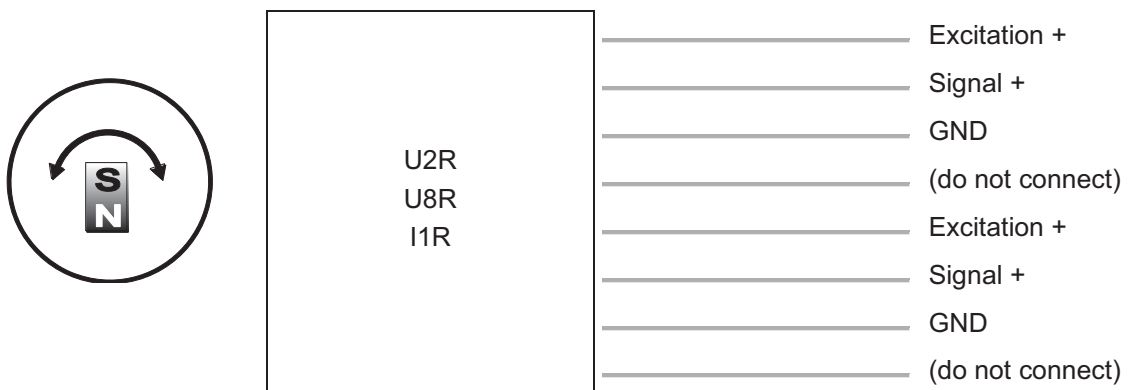 S
N
U2R
U8R
I1R
Excitation +
Signal +
GND
(do not connect)
Excitation +
Signal +
GND
(do not connect)